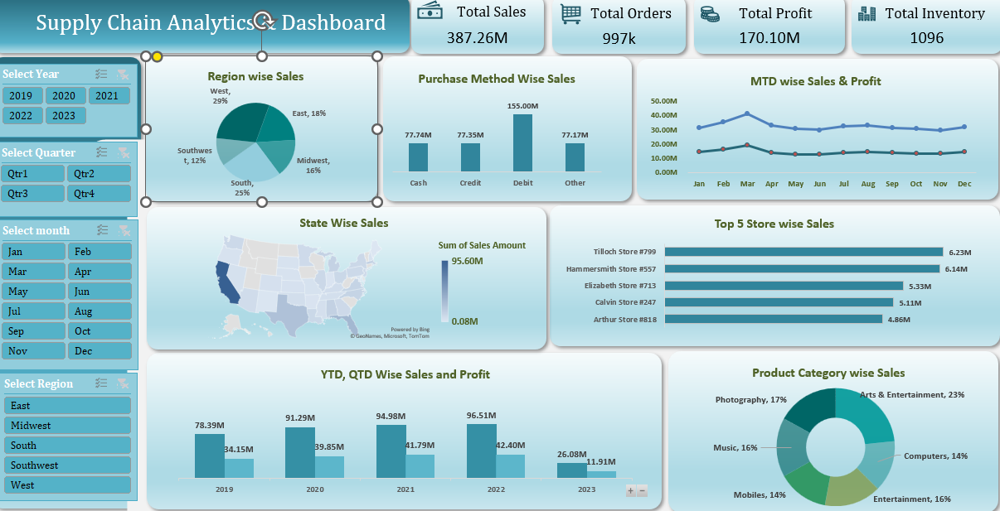 Supply Chain Analytics & Dashboard
Total Sales
387.26M
Total Orders
997k
Total Profit
170.10M
Total Inventory
1096
Select Year
2019 2020 2021
2022 2023
Select Quarter
Qtr1 Qtr2
Qtr3 Qtr4
Select month
Jan Feb
Mar Apr
May Jun
Jul Aug
Sep Oct
Nov Dec
Select Region
East
Midwest
South
Southwest
West
Region wise Sales
West,
29%
East, 18%
Southwes
t, 12%
Midwest,
16%
South,
25%
Purchase Method Wise Sales
155.00M
77.74M 77.35M 77.17M
Cash Credit Debit Other
MTD wise Sales & Profit
50.00M
40.00M
30.00M
20.00M
10.00M
0.00M
Jan Feb Mar Apr May Jun Jul Aug Sep Oct Nov Dec
State Wise Sales
Sum of Sales Amount
95.60M
0.08M
Powered by Bing
© GeoNames, Microsoft, TomTom
Top 5 Store wise Sales
Tilloch Store #799 6.23M
Hammersmith Store #557 6.14M
Elizabeth Store #713 5.33M
Calvin Store #247 5.11M
Arthur Store #818 4.86M
YTD, QTD Wise Sales and Profit
78.39M 34.15M
91.29M 39.85M
94.98M 41.79M
96.51M 42.40M
26.08M 11.91M
2019 2020 2021 2022 2023
+ −
Product Category wise Sales
Arts & Entertainment, 23%
Photography, 17%
Music, 16%
Computers, 14%
Mobiles, 14%
Entertainment, 16%